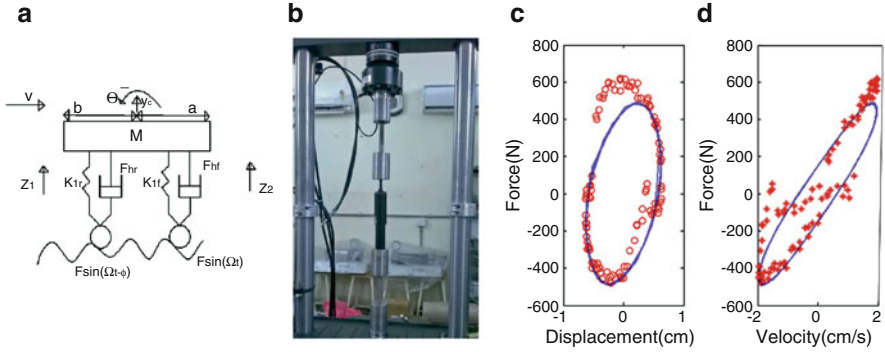 a
b
c
d
v
b
Θ
y_c
a
M
Z1
K1r
Fhr
K1f
Fhf
Z2
Fsin(Ωt-ϕ)
Fsin(Ωt)
800
600
400
200
0
-200
-400
-600
-1
0
1
Force(N)
Displacement(cm)
800
600
400
200
0
-200
-400
-600
-2
0
2
Force(N)
Velocity(cm/s)